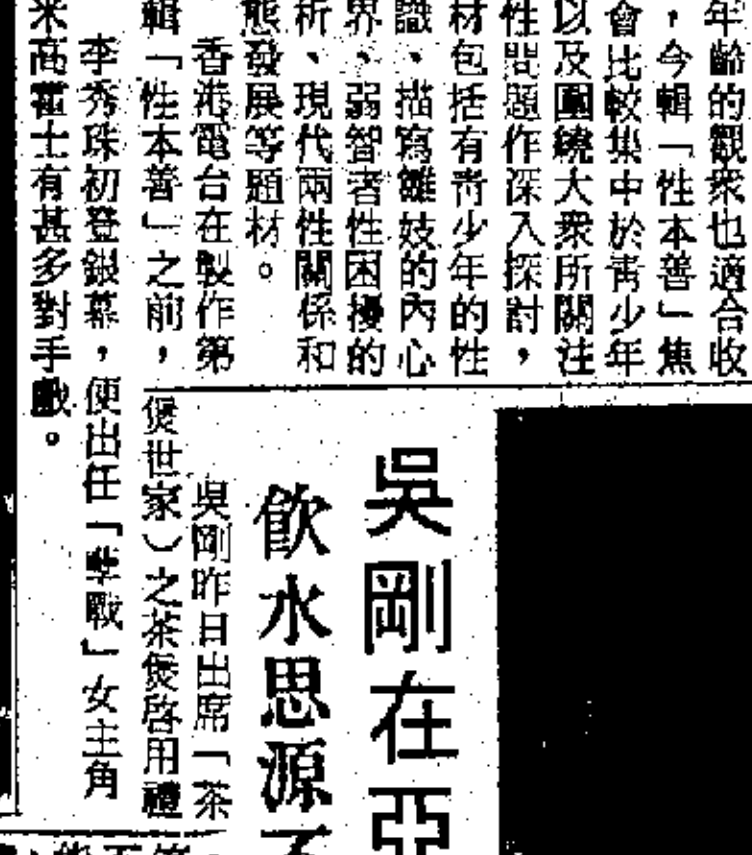 年齡的觀眾也適合收
，今輯「性本善」焦
會比較集中於靑少年
以及圍繞大衆所關注
性問題作深入探討，
材包括有靑少年的性
識、描寫雛妓的內心
界、弱智者性困擾的
析、現代兩性關係和
態發展等題材。
香港電台在製作第
輯「性本善」之前，
李秀珠初登銀幕，便出任「擊戰」女主角
米高霍士有甚多對手戲。
吳剛在亞
飲水思源
吳剛昨日出席「茶
煲世家）之茶煲啓用禮